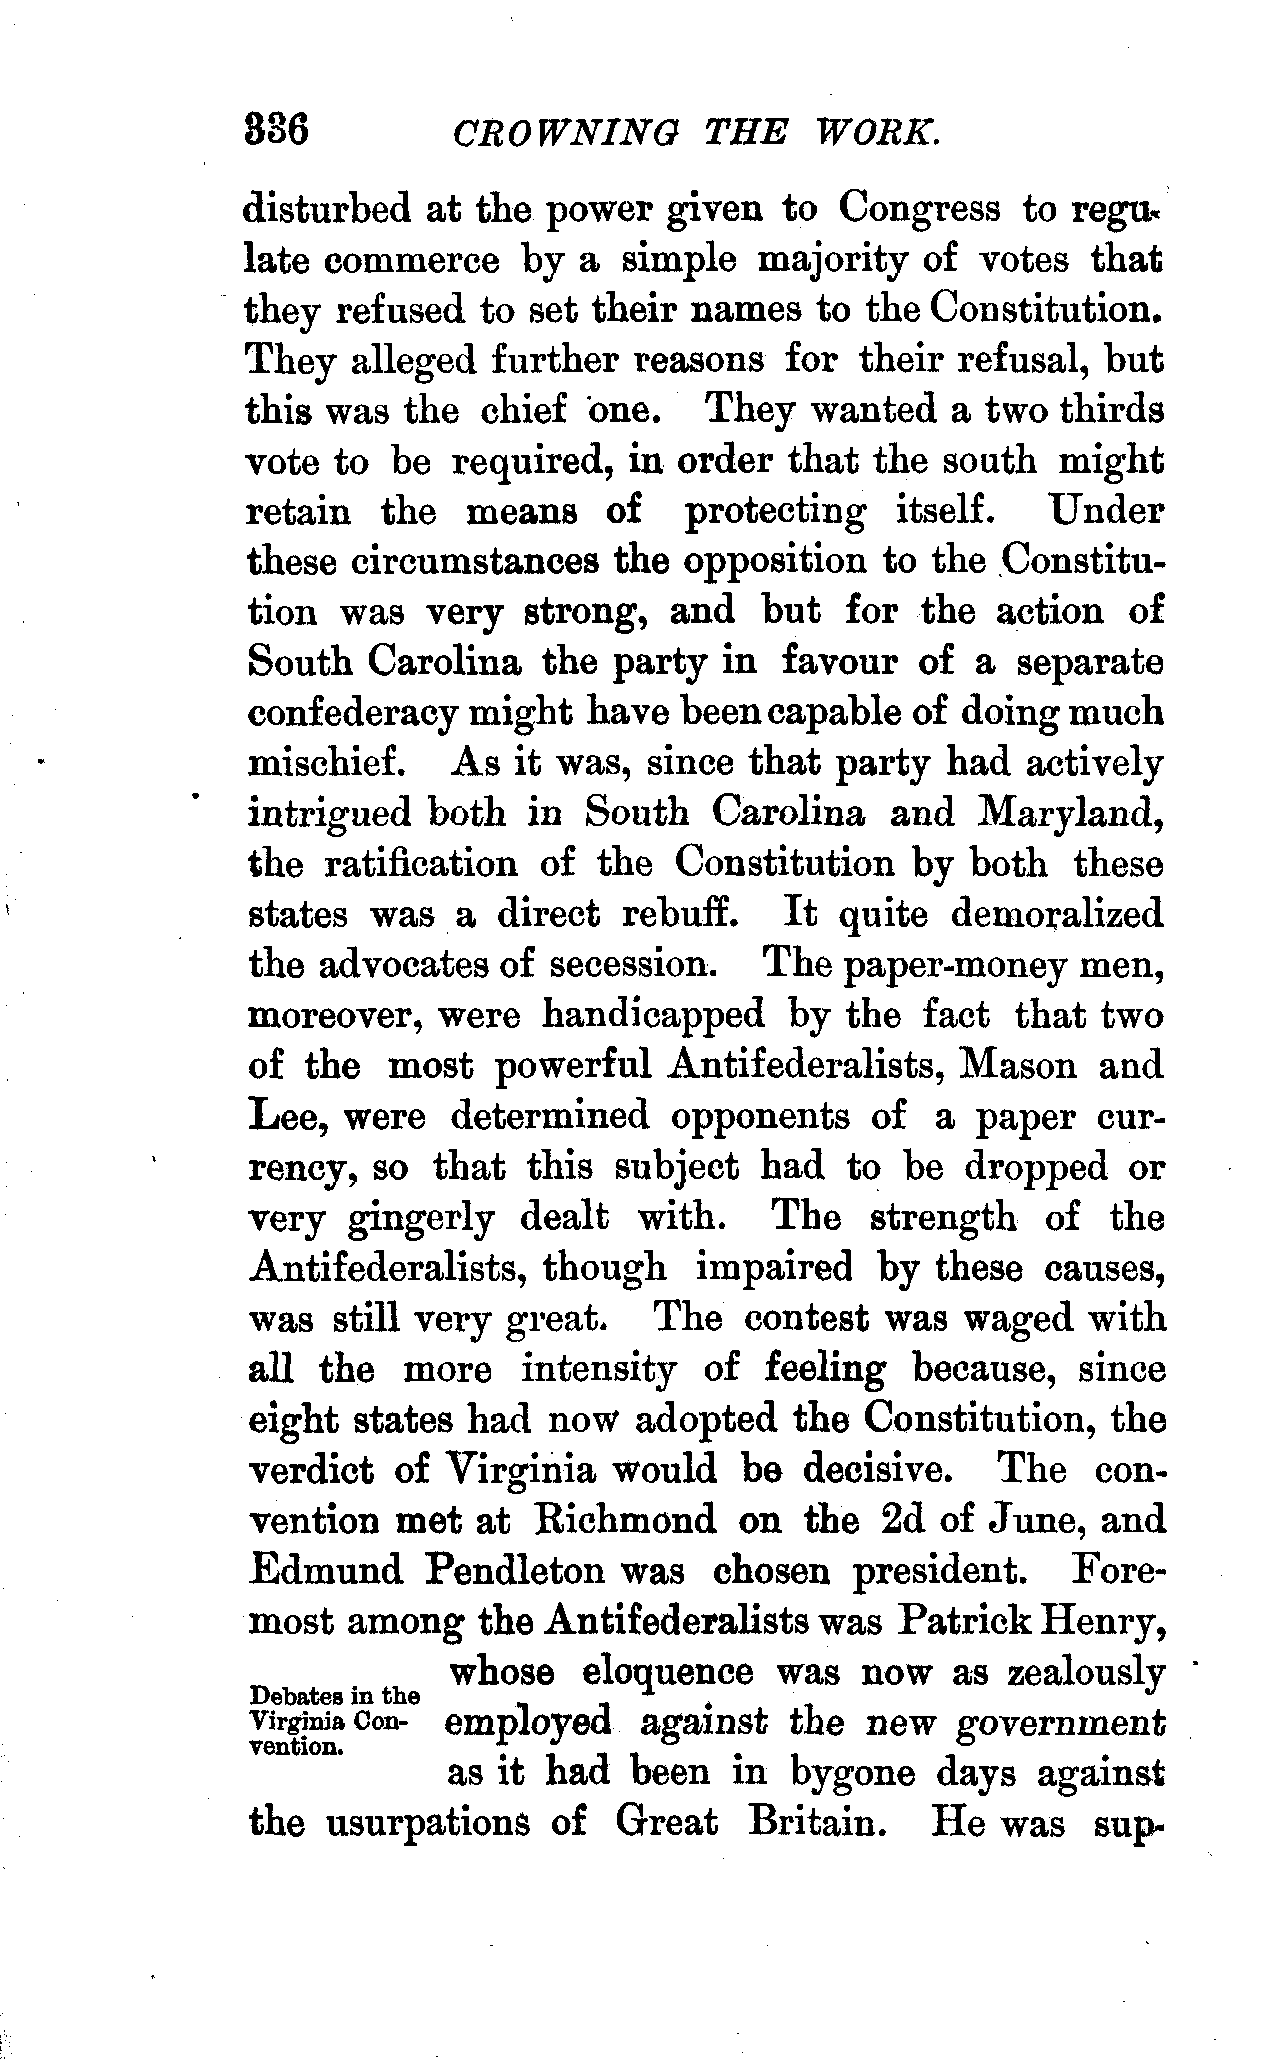 336 CROWNING THE WORK.
disturbed at the power given to Congress to regu-
late commerce by a simple majority of votes that
they refused to set their names to the Constitution.
They alleged further reasons for their refusal, but
this was the chief one. They wanted a two thirds
vote to be required, in order that the south might
retain the means of protecting itself. Under
these circumstances the opposition to the Constitu-
tion was very strong, and but for the action of
South Carolina the party in favour of a separate
confederacy might have been capable of doing much
mischief. As it was, since that party had actively
intrigued both in South Carolina and Maryland,
the ratification of the Constitution by both these
states was a direct rebuff. It quite demoralized
the advocates of secession. The paper-money men,
moreover, were handicapped by the fact that two
of the most powerful Antifederalists, Mason and
Lee, were determined opponents of a paper cur-
rency, so that this subject had to be dropped or
very gingerly dealt with. The strength of the
Antifederalists, though impaired by these causes,
was still very great. The contest was waged with
all the more intensity of feeling because, since
eight states had now adopted the Constitution, the
verdict of Virginia would be decisive. The con-
vention met at Richmond on the 2d of June, and
Edmund Pendleton was chosen president. Fore-
most among the Antifederalists was Patrick Henry,
Debates in the
Virginia Con-
vention.
whose eloquence was now as zealously
employed against the new government
as it had been in bygone days against
the usurpations of Great Britain. He was sup-